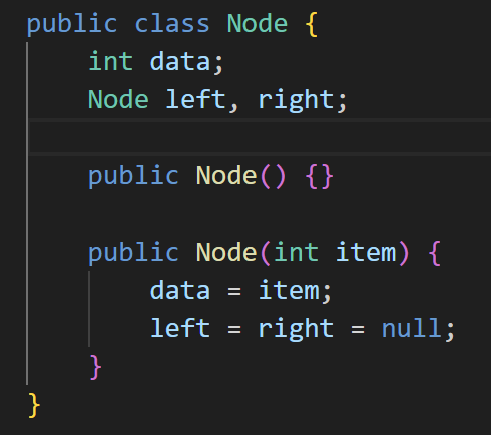 public class Node {
    int data;
    Node left, right;

    public Node() {}

    public Node(int item) {
        data = item;
        left = right = null;
    }
}